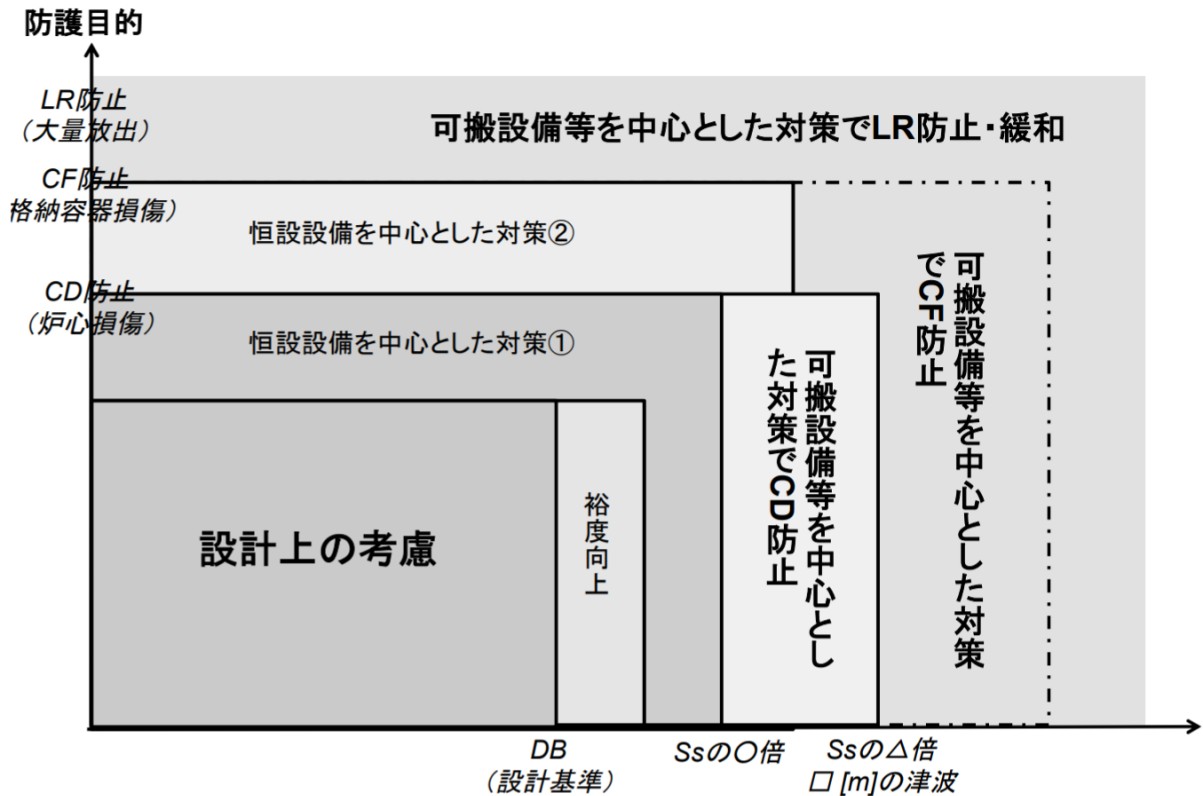 防護目的
LR防止
（大量放出）
可搬設備等を中心とした対策でLR防止・緩和
CF防止
格納容器損傷）
恒設設備を中心とした対策②
CD防止
（炉心損傷）
恒設設備を中心とした対策①
可搬設備等を中心とした対策
でCF防止
可搬設備等を中心とし
た対策でCD防止
裕度向上
設計上の考慮
DB
（設計基準）
Ssの〇倍
Ssの△倍
□ [m]の津波